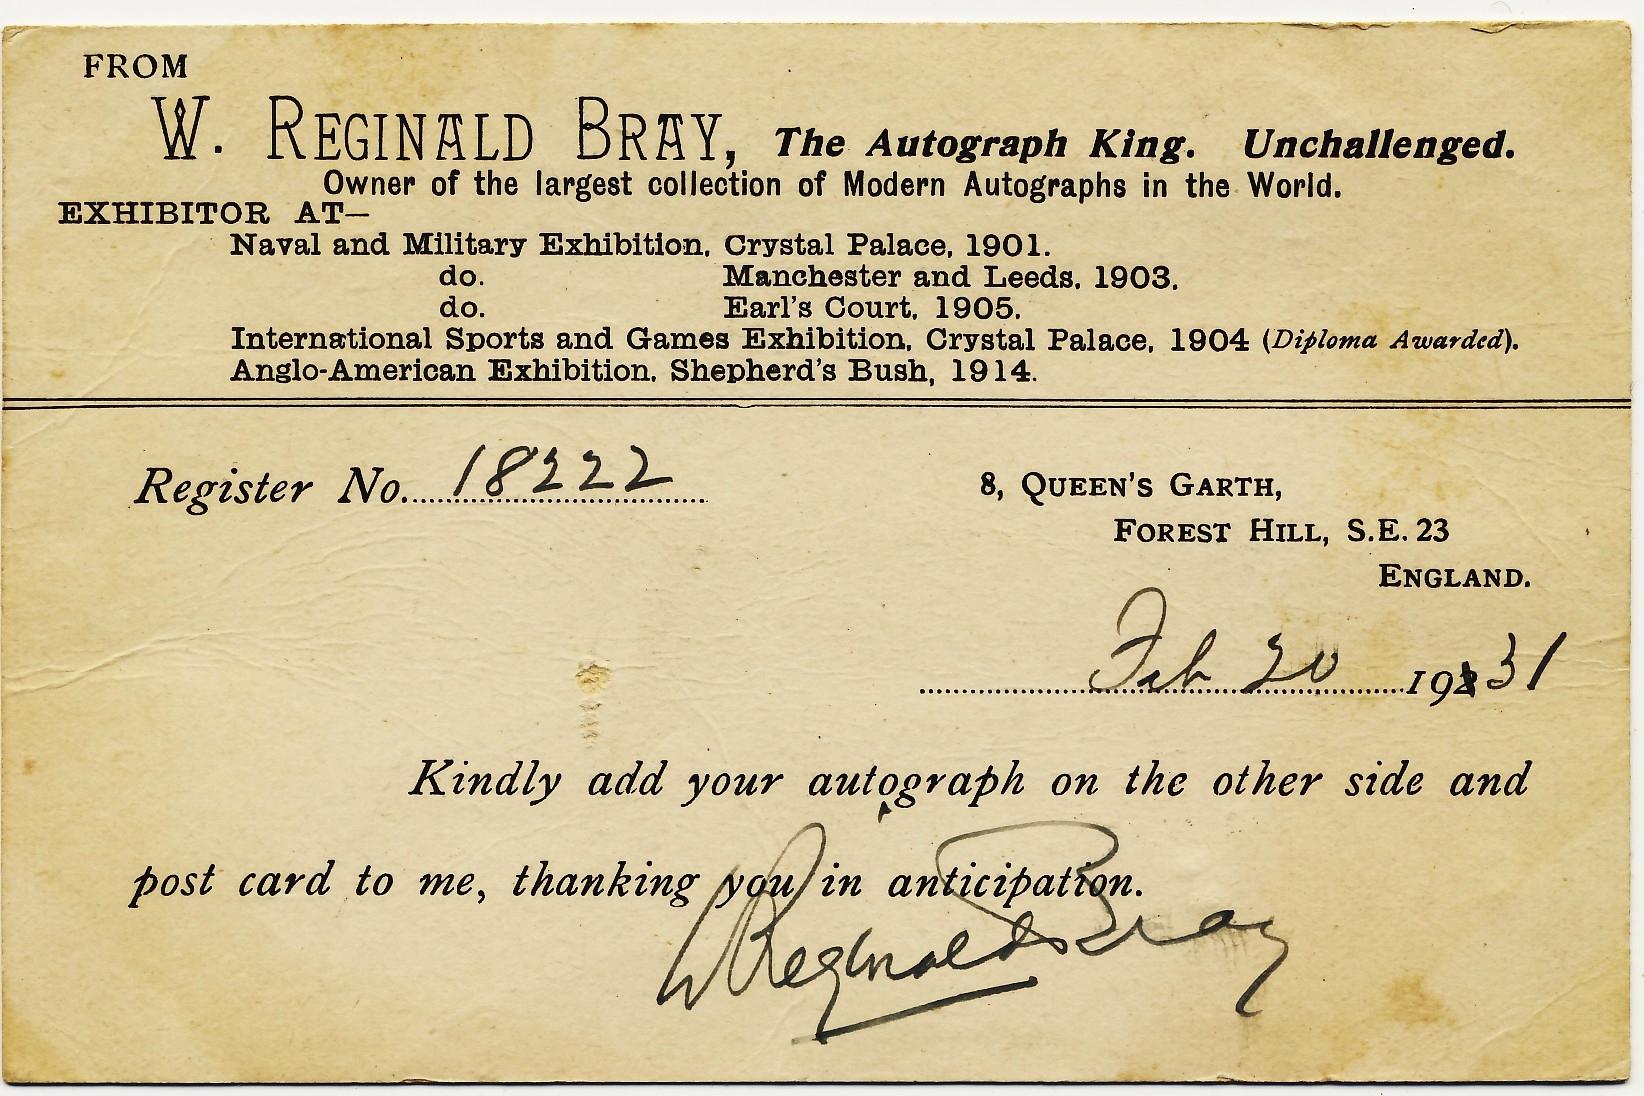 FROM
W. REGINALD BRAY, The Autograph King. Unchallenged.
Owner of the largest collection of Modern Autographs in the World.
EXHIBITOR AT—
Naval and Military Exhibition, Crystal Palace, 1901.
do. Manchester and Leeds, 1903.
do. Earl's Court, 1905.
International Sports and Games Exhibition, Crystal Palace, 1904 (Diploma Awarded).
Anglo-American Exhibition, Shepherd's Bush, 1914.
Register No. 18222
8, QUEEN'S GARTH,
FOREST HILL, S.E. 23
ENGLAND.
Feb 20 1931
Kindly add your autograph on the other side and
post card to me, thanking you in anticipation.
W Reginald Bray